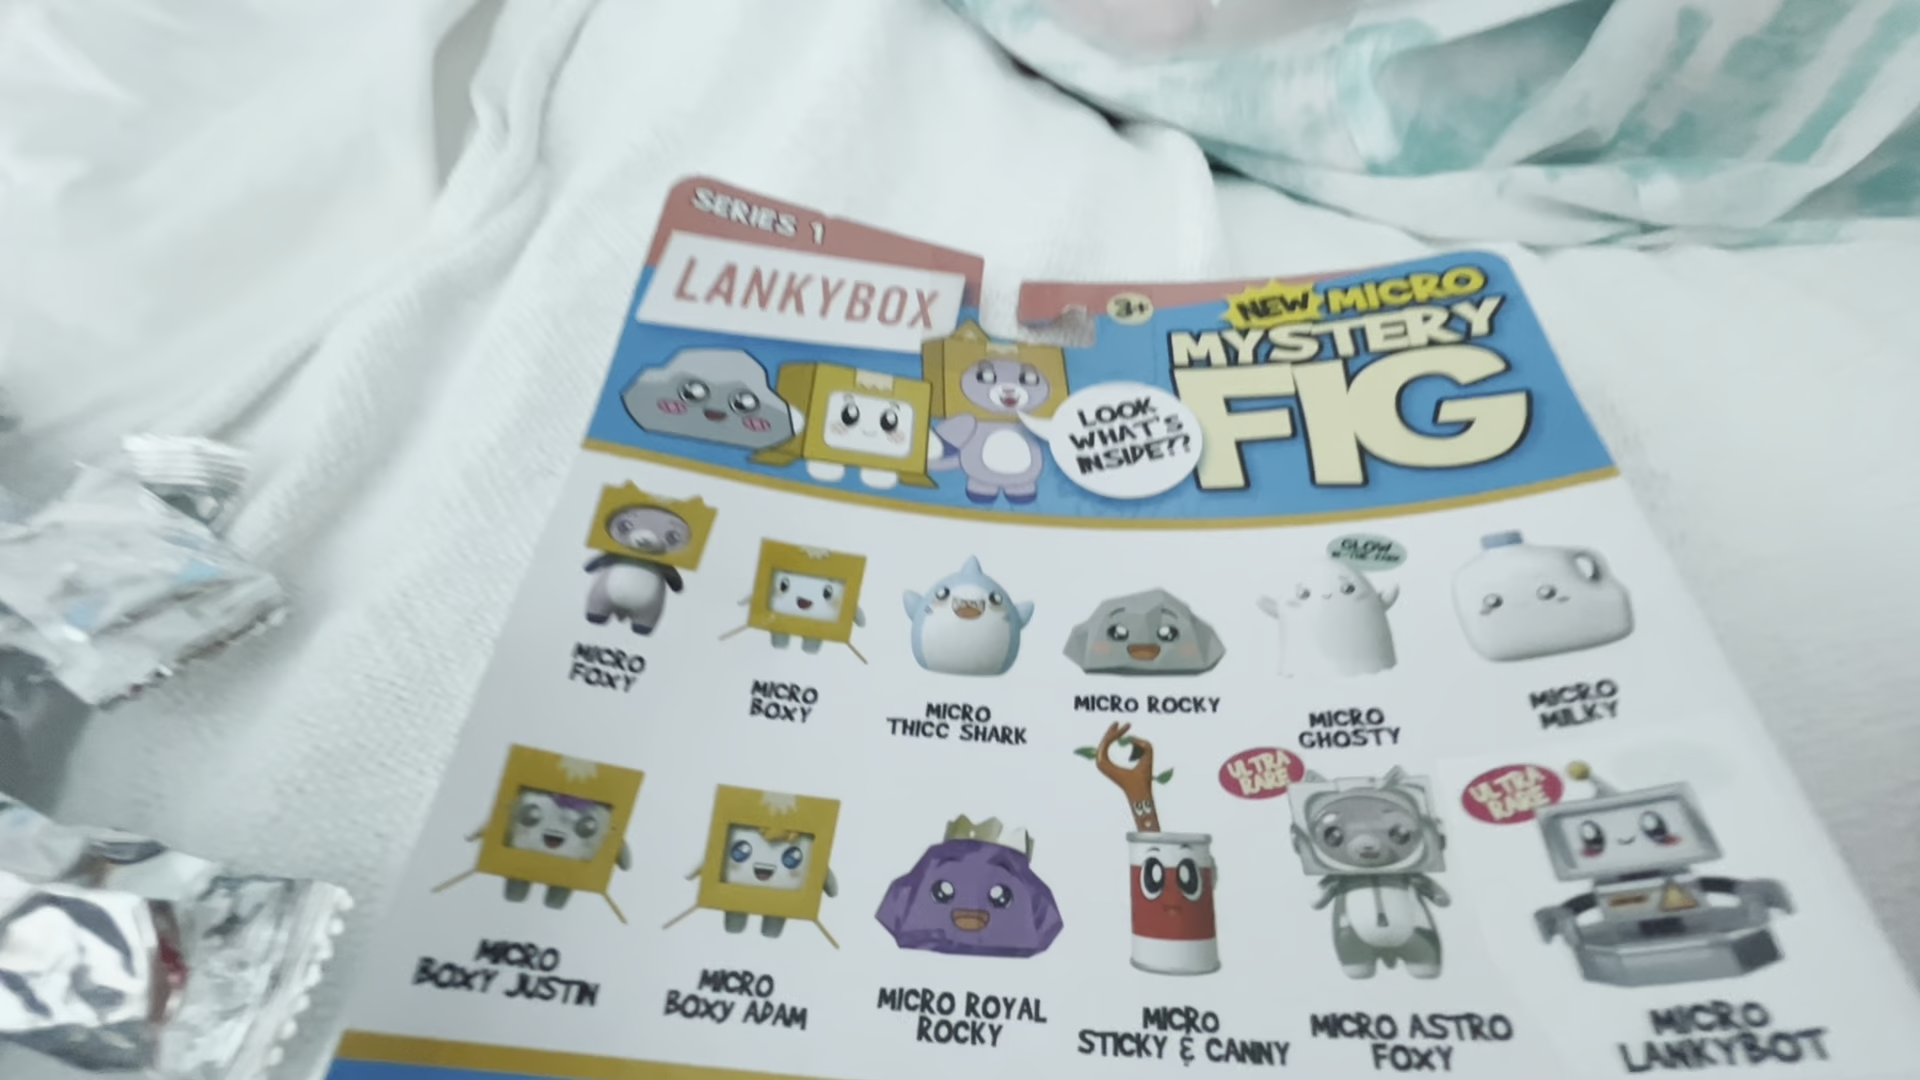 SERIES 1
LANKYBOX
3+
NEW MICRO
MYSTERY
FIG
LOOK
WHAT'S
INSIDE??
GLOW
MICRO
FOXY
MICRO
BOXY
MICRO
THICC SHARK
MICRO ROCKY
MICRO
GHOSTY
MICRO
MILKY
ULTRA
RARE
ULTRA
RARE
MICRO
BOXY JUSTIN
MICRO
BOXY ADAM
MICRO ROYAL
ROCKY
MICRO
STICKY & CANNY
MICRO ASTRO
FOXY
MICRO
LANKYBOT